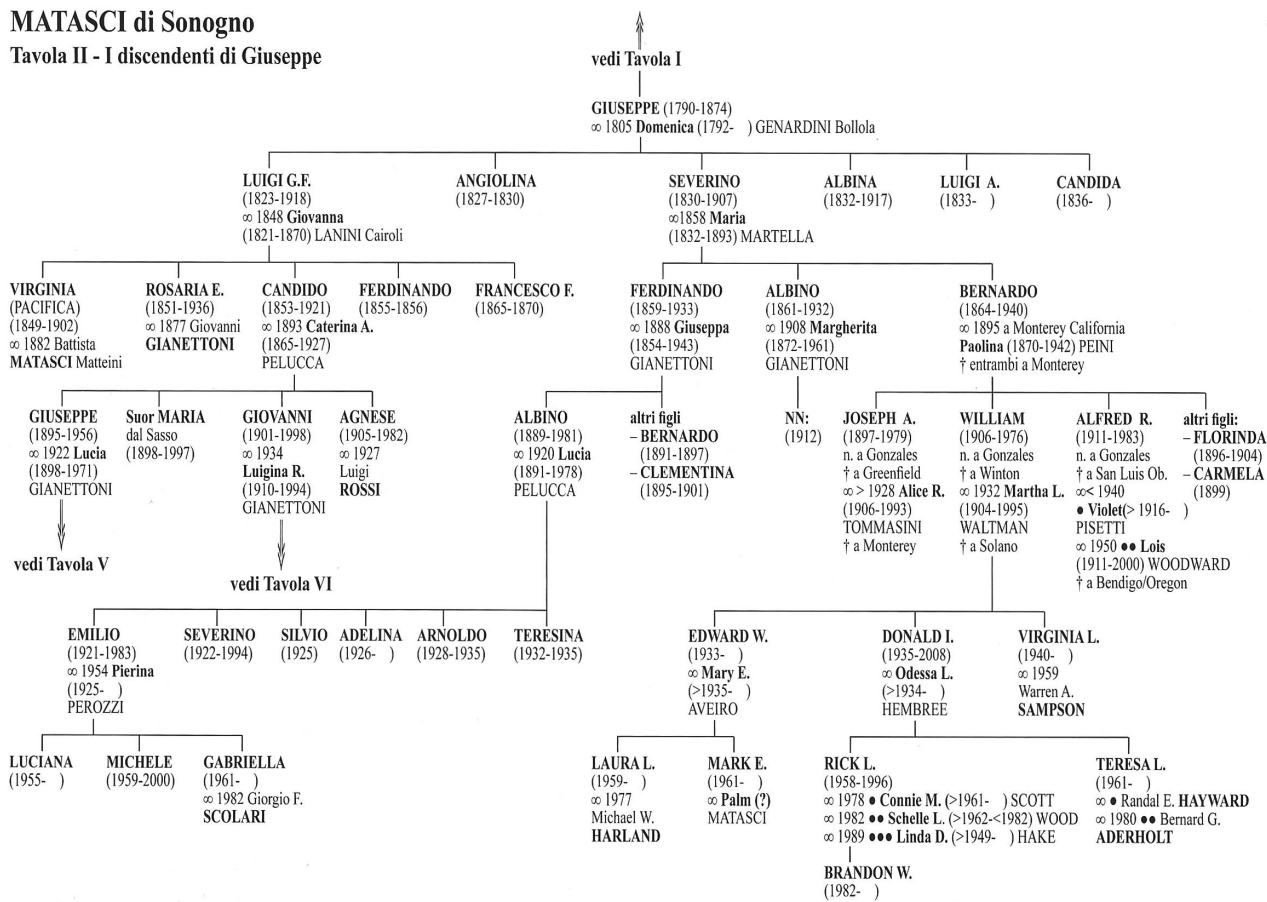 MATASCI di Sonogno
Tavola II - I discendenti di Giuseppe
vedi Tavola I
GIUSEPPE (1790-1874)
∞ 1805 Domenica (1792-   ) GENARDINI Bollola
LUIGI G.F.
(1823-1918)
∞ 1848 Giovanna
(1821-1870) LANINI Cairoli
ANGIOLINA
(1827-1830)
SEVERINO
(1830-1907)
∞1858 Maria
(1832-1893) MARTELLA
ALBINA
(1832-1917)
LUIGI A.
(1833-   )
CANDIDA
(1836-   )
VIRGINIA
(PACIFICA)
(1849-1902)
∞ 1882 Battista
MATASCI Matteini
ROSARIA E.
(1851-1936)
∞ 1877 Giovanni
GIANETTONI
CANDIDO
(1853-1921)
∞ 1893 Caterina A.
(1865-1927)
PELUCCA
FERDINANDO
(1855-1856)
FRANCESCO F.
(1865-1870)
FERDINANDO
(1859-1933)
∞ 1888 Giuseppa
(1854-1943)
GIANETTONI
ALBINO
(1861-1932)
∞ 1908 Margherita
(1872-1961)
GIANETTONI
BERNARDO
(1864-1940)
∞ 1895 a Monterey California
Paolina (1870-1942) PEINI
† entrambi a Monterey
GIUSEPPE
(1895-1956)
∞ 1922 Lucia
(1898-1971)
GIANETTONI
vedi Tavola V
Suor MARIA
dal Sasso
(1898-1997)
GIOVANNI
(1901-1998)
∞ 1934
Luigina R.
(1910-1994)
GIANETTONI
vedi Tavola VI
AGNESE
(1905-1982)
∞ 1927
Luigi
ROSSI
ALBINO
(1889-1981)
∞ 1920 Lucia
(1891-1978)
PELUCCA
altri figli
– BERNARDO
(1891-1897)
– CLEMENTINA
(1895-1901)
NN:
(1912)
JOSEPH A.
(1897-1979)
n. a Gonzales
† a Greenfield
∞ > 1928 Alice R.
(1906-1993)
TOMMASINI
† a Monterey
WILLIAM
(1906-1976)
n. a Gonzales
† a Winton
∞ 1932 Martha L.
(1904-1995)
WALTMAN
† a Solano
ALFRED R.
(1911-1983)
n. a Gonzales
† a San Luis Ob.
∞< 1940
● Violet(> 1916-   )
PISETTI
∞ 1950 ●● Lois
(1911-2000) WOODWARD
† a Bendigo/Oregon
altri figli:
– FLORINDA
(1896-1904)
– CARMELA
(1899)
EMILIO
(1921-1983)
∞ 1954 Pierina
(1925-   )
PEROZZI
SEVERINO
(1922-1994)
SILVIO
(1925)
ADELINA
(1926-   )
ARNOLDO
(1928-1935)
TERESINA
(1932-1935)
EDWARD W.
(1933-   )
∞ Mary E.
(>1935-   )
AVEIRO
DONALD I.
(1935-2008)
∞ Odessa L.
(>1934-   )
HEMBREE
VIRGINIA L.
(1940-   )
∞ 1959
Warren A.
SAMPSON
LUCIANA
(1955-   )
MICHELE
(1959-2000)
GABRIELLA
(1961-   )
∞ 1982 Giorgio F.
SCOLARI
LAURA L.
(1959-   )
∞ 1977
Michael W.
HARLAND
MARK E.
(1961-   )
∞ Palm (?)
MATASCI
RICK L.
(1958-1996)
∞ 1978 ● Connie M. (>1961-   ) SCOTT
∞ 1982 ●● Schelle L. (>1962-<1982) WOOD
∞ 1989 ●●● Linda D. (>1949-   ) HAKE
TERESA L.
(1961-   )
∞ ● Randal E. HAYWARD
∞ 1980 ●● Bernard G.
ADERHOLT
BRANDON W.
(1982-   )